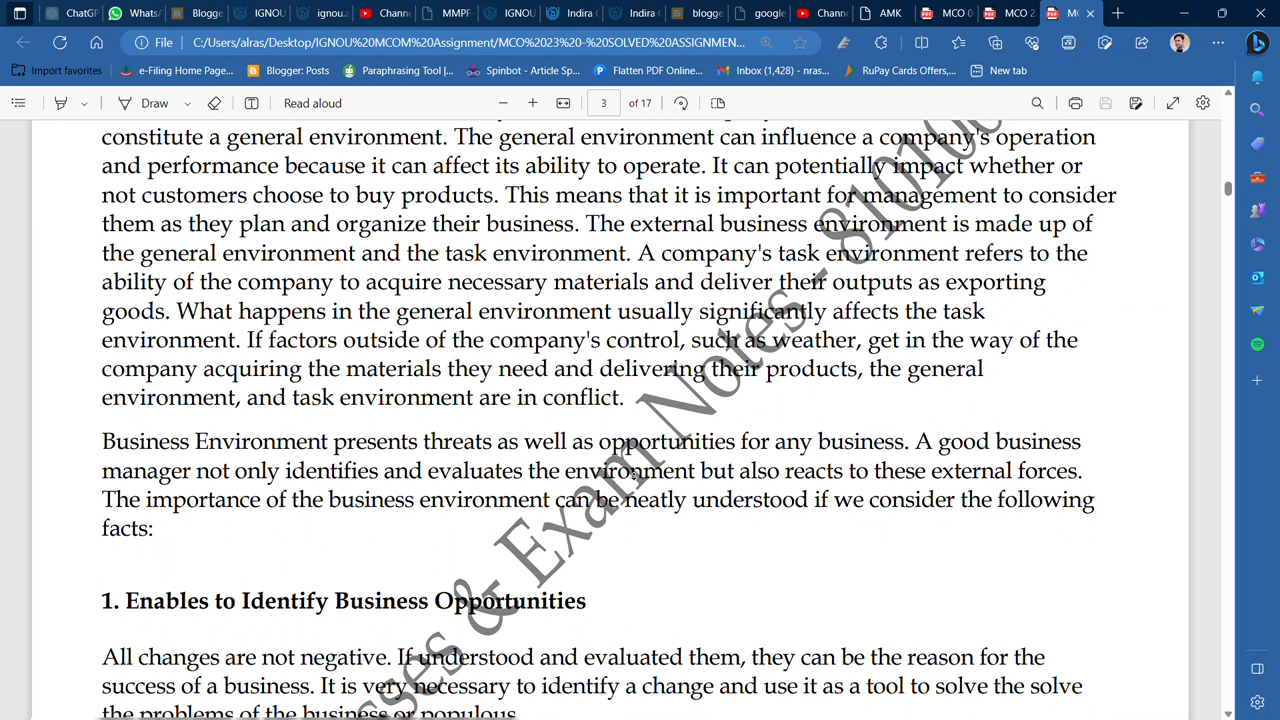 ChatGF
Whats/
Blogge
IGNOU
ignou.a
Chann
MMPF-
IGNOU
Indira (
Indira (
blogge
google
Chann
AMK
MCO 0
MCO 2
MC
File
C:/Users/alras/Desktop/IGNOU%20MCOM%20Assignment/MCO%2023%20-%20SOLVED%20ASSIGNMEN...
Import favorites
e-Filing Home Page...
Blogger: Posts
Paraphrasing Tool |...
Spinbot - Article Sp...
Flatten PDF Online...
Inbox (1,428) - nras...
RuPay Cards Offers,...
New tab
Draw
Read aloud
3 of 17
constitute a general environment. The general environment can influence a company's operation
and performance because it can affect its ability to operate. It can potentially impact whether or
not customers choose to buy products. This means that it is important for management to consider
them as they plan and organize their business. The external business environment is made up of
the general environment and the task environment. A company's task environment refers to the
ability of the company to acquire necessary materials and deliver their outputs as exporting
goods. What happens in the general environment usually significantly affects the task
environment. If factors outside of the company's control, such as weather, get in the way of the
company acquiring the materials they need and delivering their products, the general
environment, and task environment are in conflict.
Business Environment presents threats as well as opportunities for any business. A good business
manager not only identifies and evaluates the environment but also reacts to these external forces.
The importance of the business environment can be neatly understood if we consider the following
facts:
1. Enables to Identify Business Opportunities
All changes are not negative. If understood and evaluated them, they can be the reason for the
success of a business. It is very necessary to identify a change and use it as a tool to solve the solve
the problems of the business or populous.
sses & Exam Notes - 8101